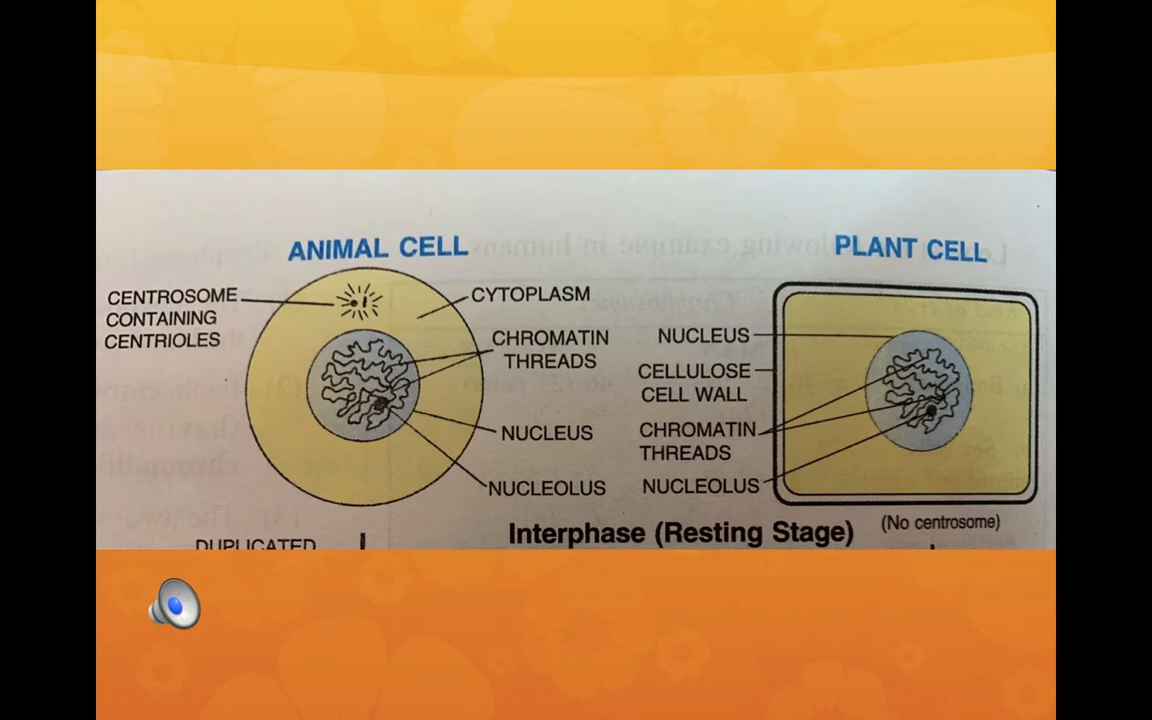 ANIMAL CELL
CENTROSOME
CONTAINING
CENTRIOLES
CYTOPLASM
CHROMATIN
THREADS
NUCLEUS
NUCLEOLUS
PLANT CELL
NUCLEUS
CELLULOSE
CELL WALL
CHROMATIN
THREADS
NUCLEOLUS
(No centrosome)
Interphase (Resting Stage)
DUPLICATED